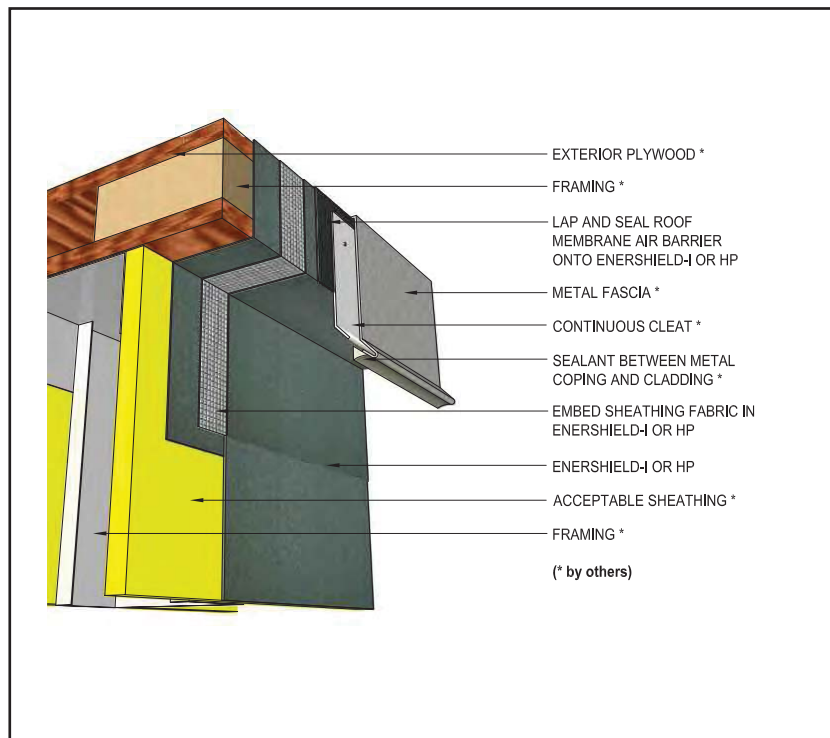 EXTERIOR PLYWOOD *
FRAMING *
LAP AND SEAL ROOF
MEMBRANE AIR BARRIER
ONTO ENERSHIELD-I OR HP
METAL FASCIA *
CONTINUOUS CLEAT *
SEALANT BETWEEN METAL
COPING AND CLADDING *
EMBED SHEATHING FABRIC IN
ENERSHIELD-I OR HP
ENERSHIELD-I OR HP
ACCEPTABLE SHEATHING *
FRAMING *
(* by others)